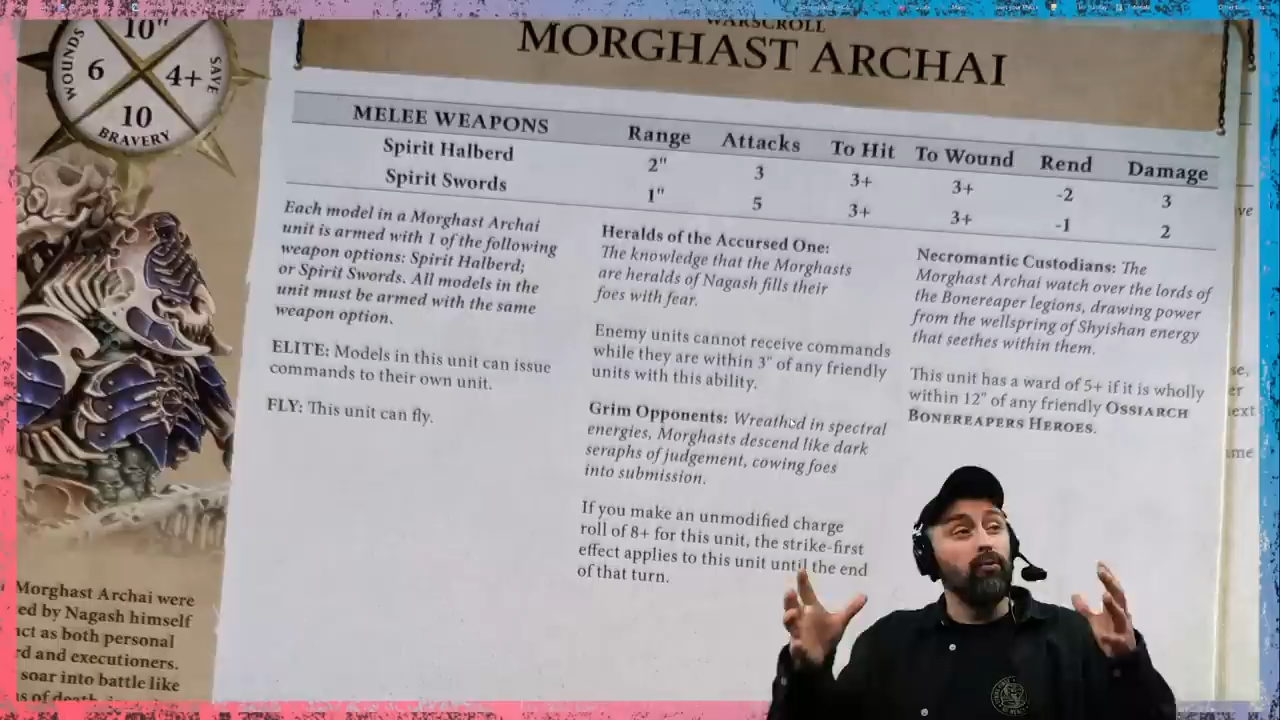 WARSCROLL
MORGHAST ARCHAI
10"
WOUNDS
6
4+
SAVE
10
BRAVERY
MELEE WEAPONS Range Attacks To Hit To Wound Rend Damage
Spirit Halberd 2" 3 3+ 3+ -2 3
Spirit Swords 1" 5 3+ 3+ -1 2
Each model in a Morghast Archai
unit is armed with 1 of the following
weapon options: Spirit Halberd;
or Spirit Swords. All models in the
unit must be armed with the same
weapon option.
ELITE: Models in this unit can issue
commands to their own unit.
FLY: This unit can fly.
Heralds of the Accursed One:
The knowledge that the Morghasts
are heralds of Nagash fills their
foes with fear.
Enemy units cannot receive commands
while they are within 3" of any friendly
units with this ability.
Grim Opponents: Wreathed in spectral
energies, Morghasts descend like dark
seraphs of judgement, cowing foes
into submission.
If you make an unmodified charge
roll of 8+ for this unit, the strike-first
effect applies to this unit until the end
of that turn.
Necromantic Custodians: The
Morghast Archai watch over the lords of
the Bonereaper legions, drawing power
from the wellspring of Shyishan energy
that seethes within them.
This unit has a ward of 5+ if it is wholly
within 12" of any friendly OSSIARCH
BONEREAPERS HEROES.
Morghast Archai were
ed by Nagash himself
act as both personal
rd and executioners.
soar into battle like
ve
se,
er
ext
me